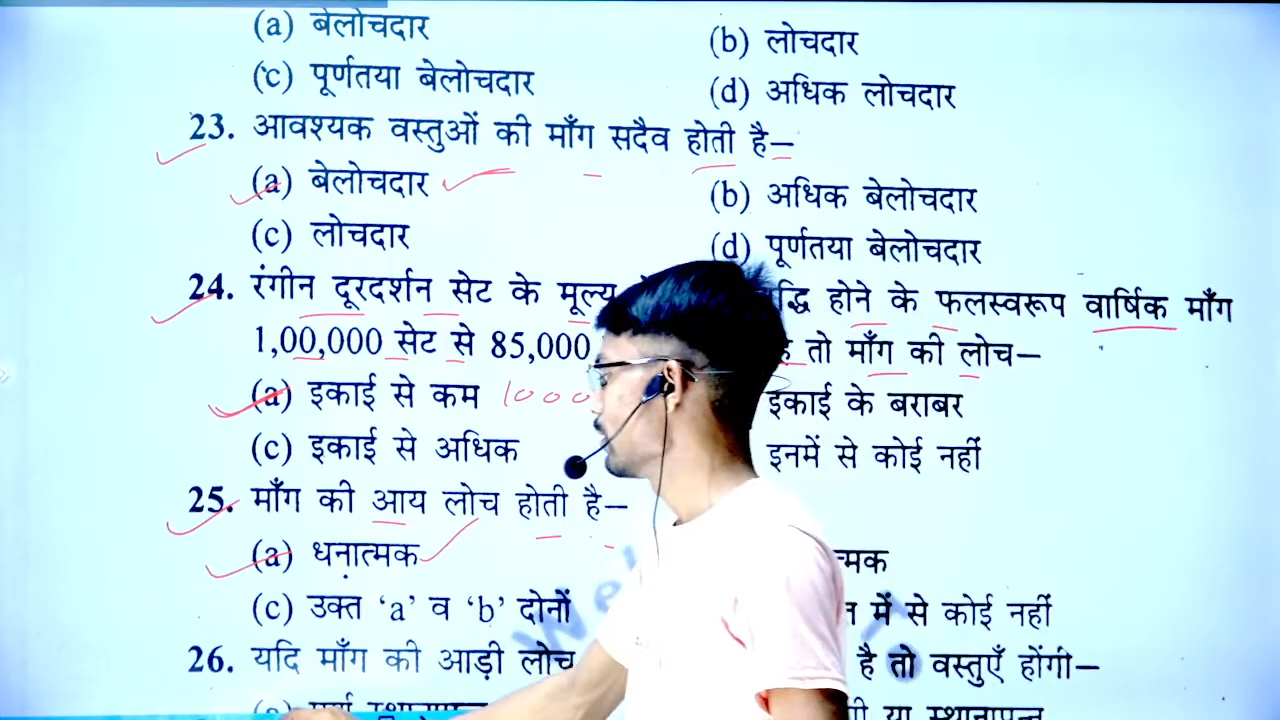 (a) बेलोचदार (b) लोचदार
(c) पूर्णतया बेलोचदार (d) अधिक लोचदार
23. आवश्यक वस्तुओं की माँग सदैव होती है–
(a) बेलोचदार (b) अधिक बेलोचदार
(c) लोचदार (d) पूर्णतया बेलोचदार
24. रंगीन दूरदर्शन सेट के मूल्य होने के फलस्वरूप वार्षिक माँग
1,00,000 सेट से 85,000 तो माँग की लोच–
(a) इकाई से कम 1000 इकाई के बराबर
(c) इकाई से अधिक इनमें से कोई नहीं
25. माँग की आय लोच होती है–
(a) धनात्मक
(c) उक्त ‘a’ व ‘b’ दोनों में से कोई नहीं
26. यदि माँग की आड़ी लोच है तो वस्तुएँ होंगी–